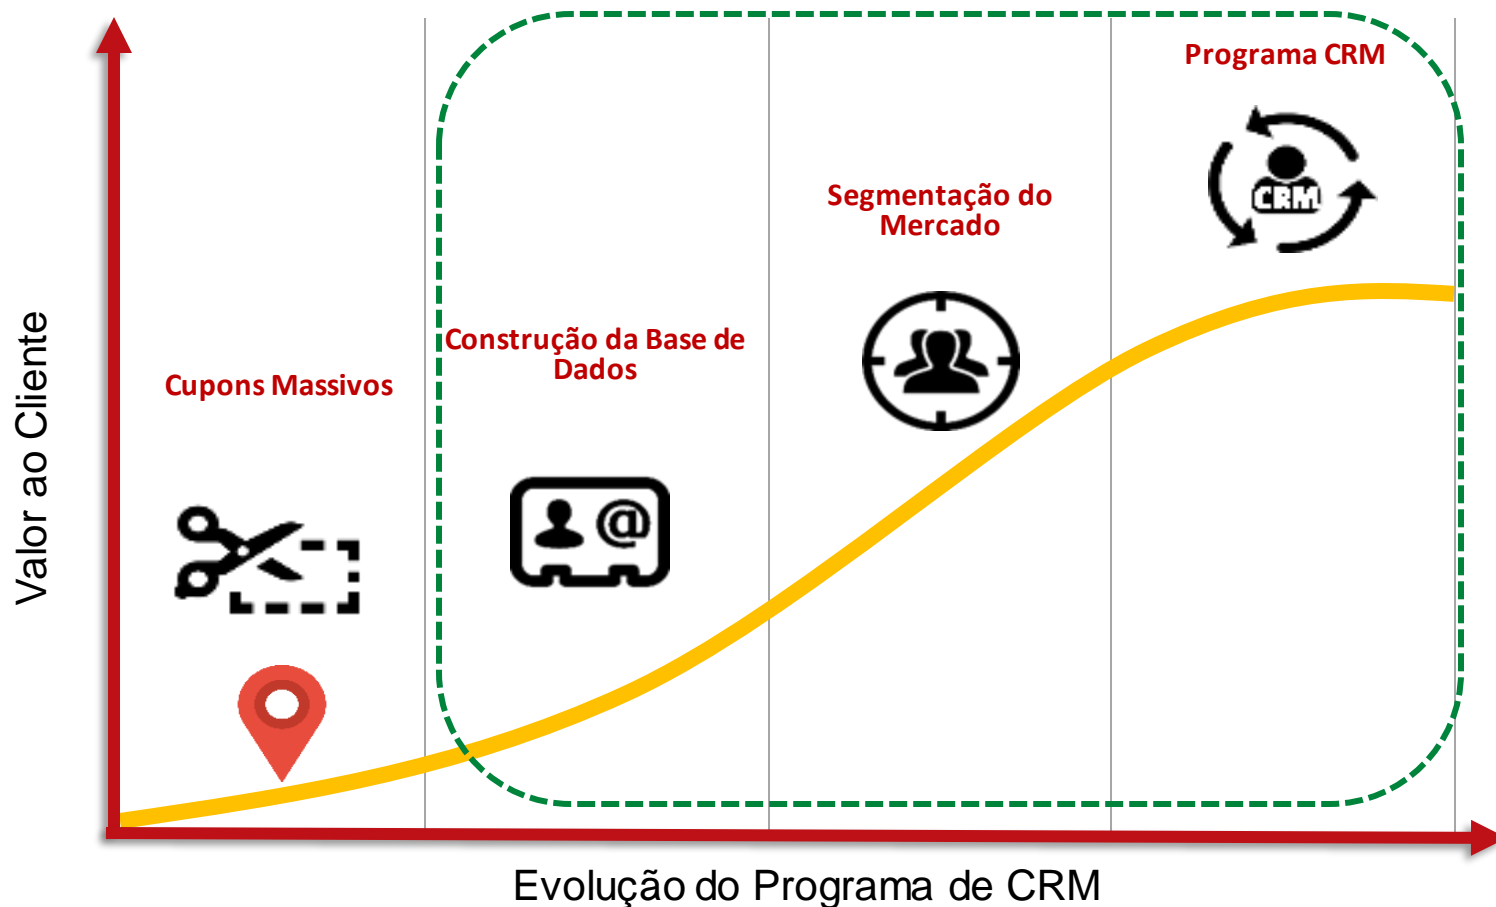 Programa CRM
CRM
Segmentação do
Mercado
Construção da Base de
Dados
@
Cupons Massivos
Valor ao Cliente
Evolução do Programa de CRM